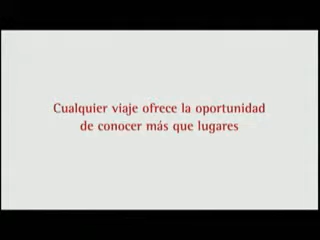 Cualquier viaje ofrece la oportunidad
de conocer más que lugares